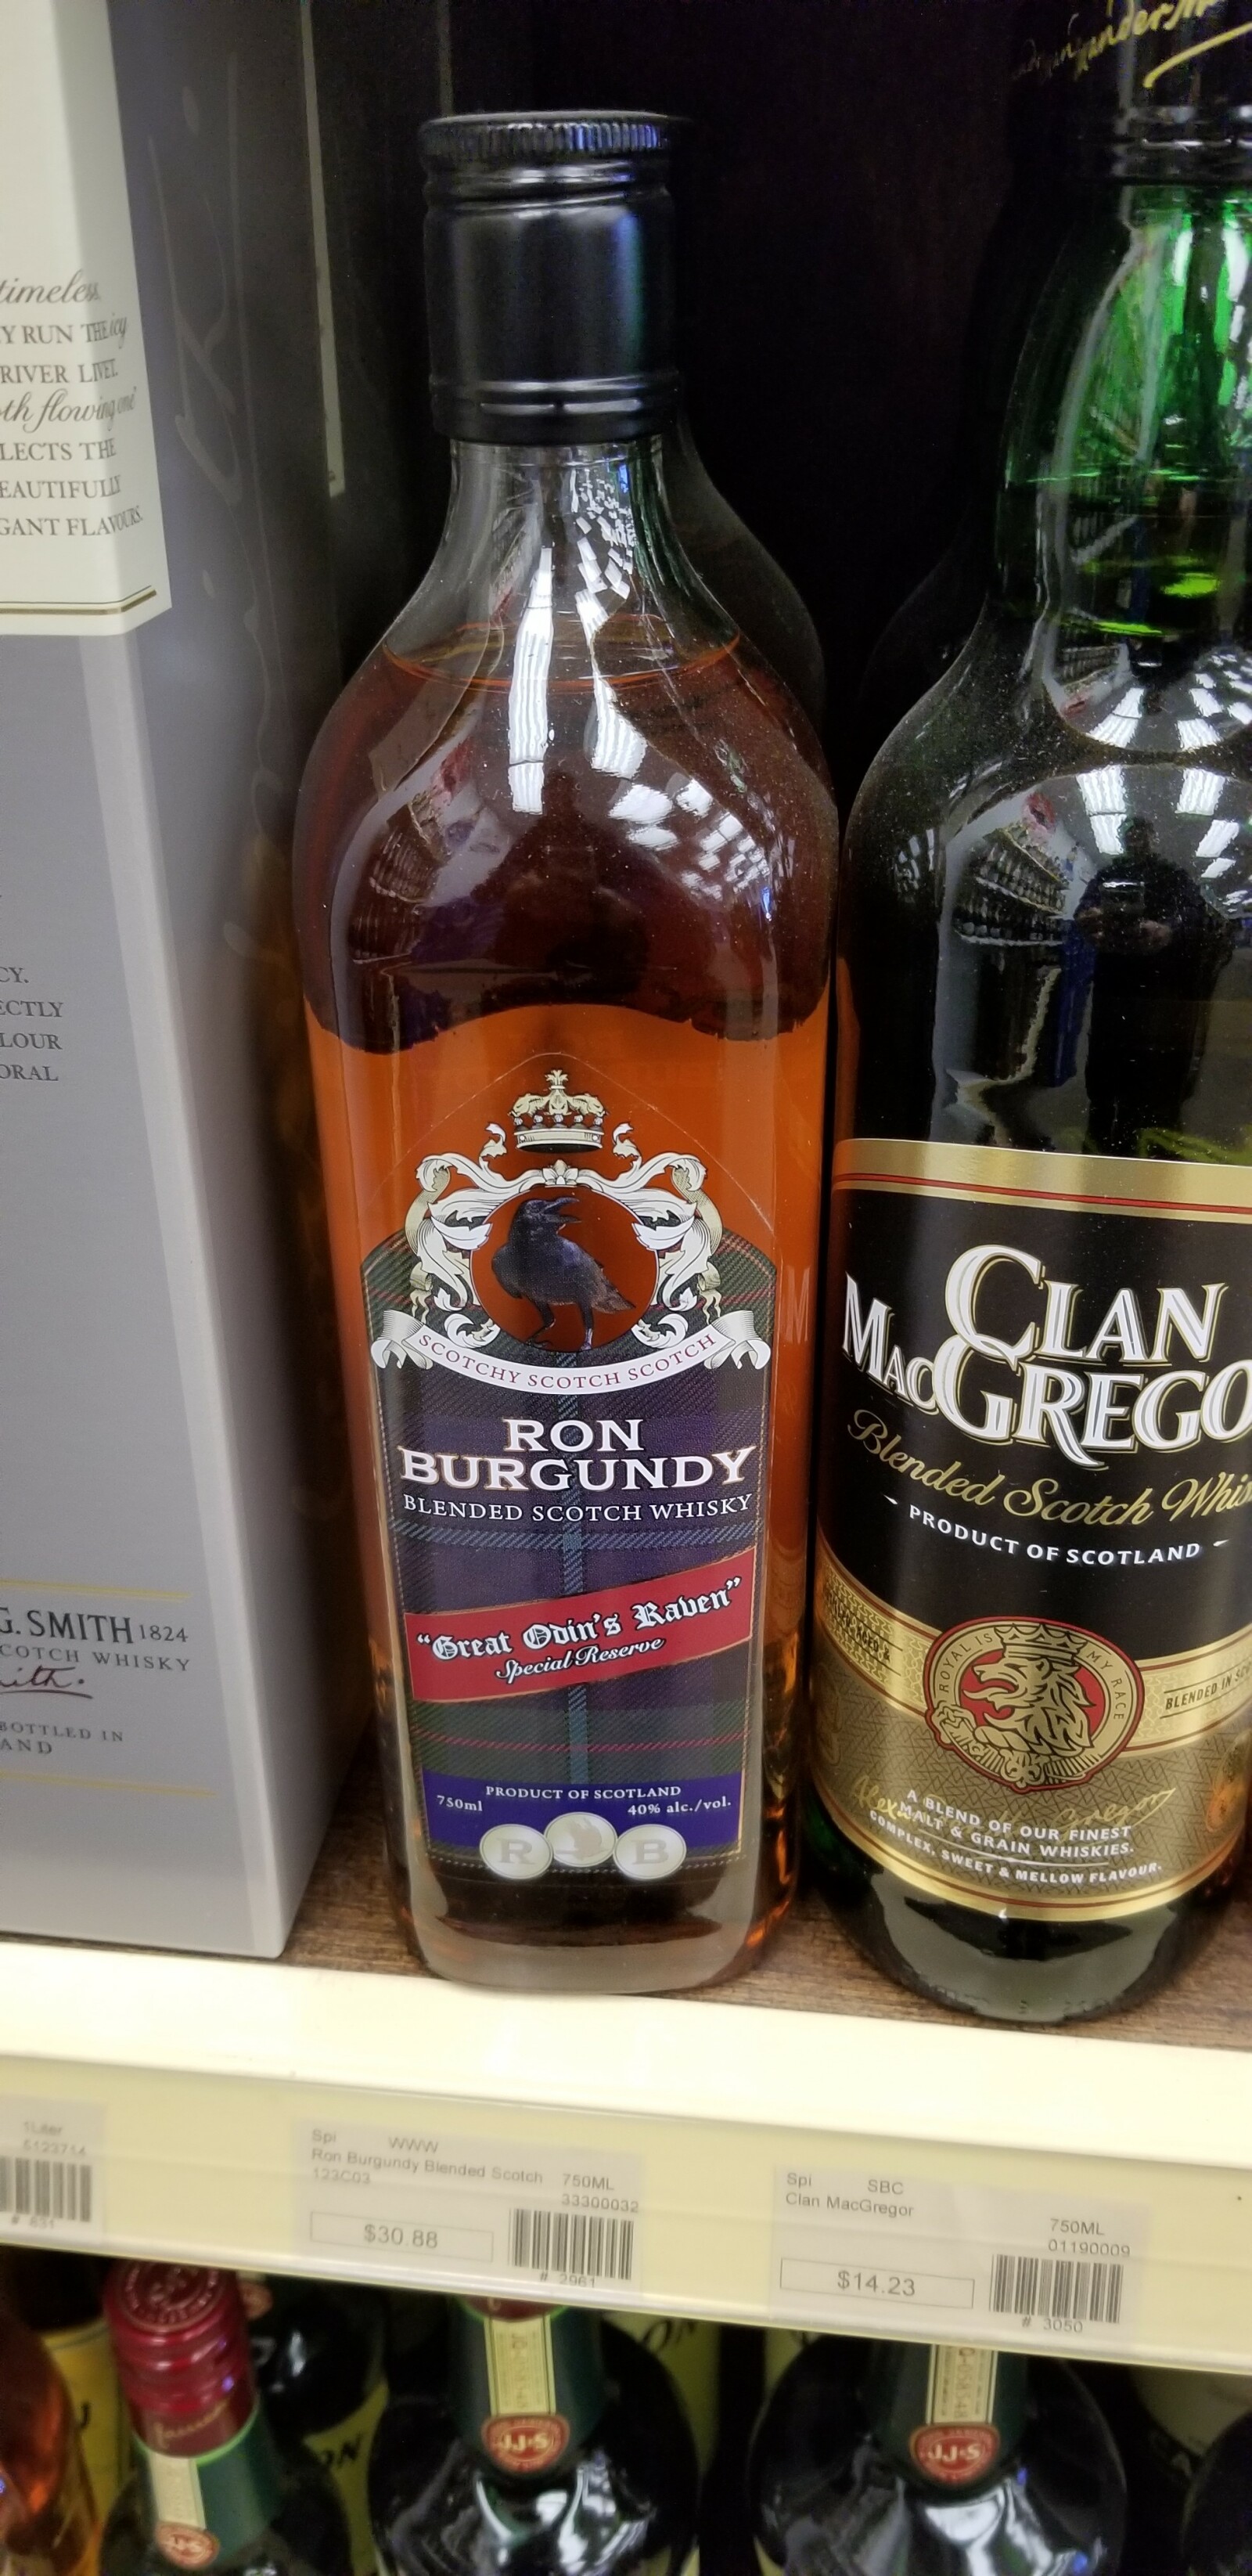 timeless
Y RUN THE icy
RIVER LIVET.
oth flowing one'
LECTS THE
EAUTIFULLY
GANT FLAVOURS.
CY.
ECTLY
LOUR
ORAL
G. SMITH 1824
COTCH WHISKY
BOTTLED IN
AND
SCOTCHY SCOTCH SCOTCH
RON
BURGUNDY
BLENDED SCOTCH WHISKY
"Great Odin's Raven"
Special Reserve
PRODUCT OF SCOTLAND
750ml 40% alc./vol.
R B
CLAN
MACGREGO
Blended Scotch Whis
PRODUCT OF SCOTLAND
ROYAL IS MY RACE
BLENDED IN
A BLEND OF OUR FINEST
MALT & GRAIN WHISKIES.
COMPLEX, SWEET & MELLOW FLAVOUR.
1Liter
5123714
# 631
Spi WWW
Ron Burgundy Blended Scotch 750ML
123C03 33300032
$30.88
# 2961
Spi SBC
Clan MacGregor
750ML
01190009
$14.23
# 3050
JJ&S
JJ&S
JJ&S